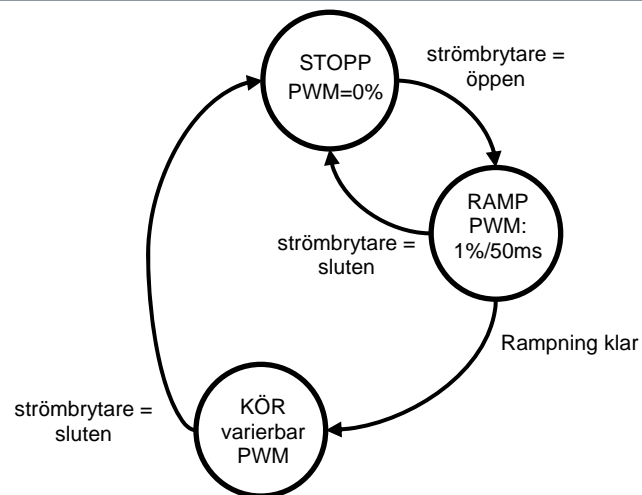 STOPP
PWM=0%
strömbrytare =
öppen
RAMP
PWM:
1%/50ms
strömbrytare =
sluten
Rampning klar
KÖR
varierbar
PWM
strömbrytare =
sluten